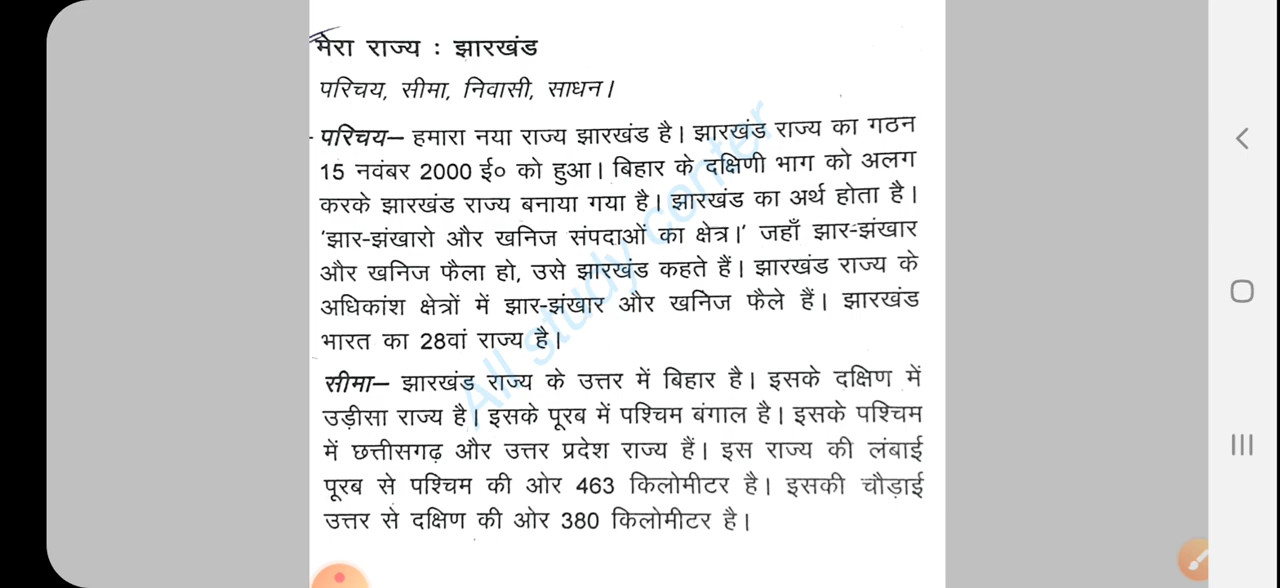 मेरा राज्य : झारखंड
परिचय, सीमा, निवासी, साधन।
परिचय– हमारा नया राज्य झारखंड है। झारखंड राज्य का गठन
15 नवंबर 2000 ई० को हुआ। बिहार के दक्षिणी भाग को अलग
करके झारखंड राज्य बनाया गया है। झारखंड का अर्थ होता है।
'झार-झंखारो और खनिज संपदाओं का क्षेत्र।' जहाँ झार-झंखार
और खनिज फैला हो, उसे झारखंड कहते हैं। झारखंड राज्य के
अधिकांश क्षेत्रों में झार-झंखार और खनिज फैले हैं। झारखंड
भारत का 28वां राज्य है।
सीमा– झारखंड राज्य के उत्तर में बिहार है। इसके दक्षिण में
उड़ीसा राज्य है। इसके पूरब में पश्चिम बंगाल है। इसके पश्चिम
में छत्तीसगढ़ और उत्तर प्रदेश राज्य हैं। इस राज्य की लंबाई
पूरब से पश्चिम की ओर 463 किलोमीटर है। इसकी चौड़ाई
उत्तर से दक्षिण की ओर 380 किलोमीटर है।
All study center